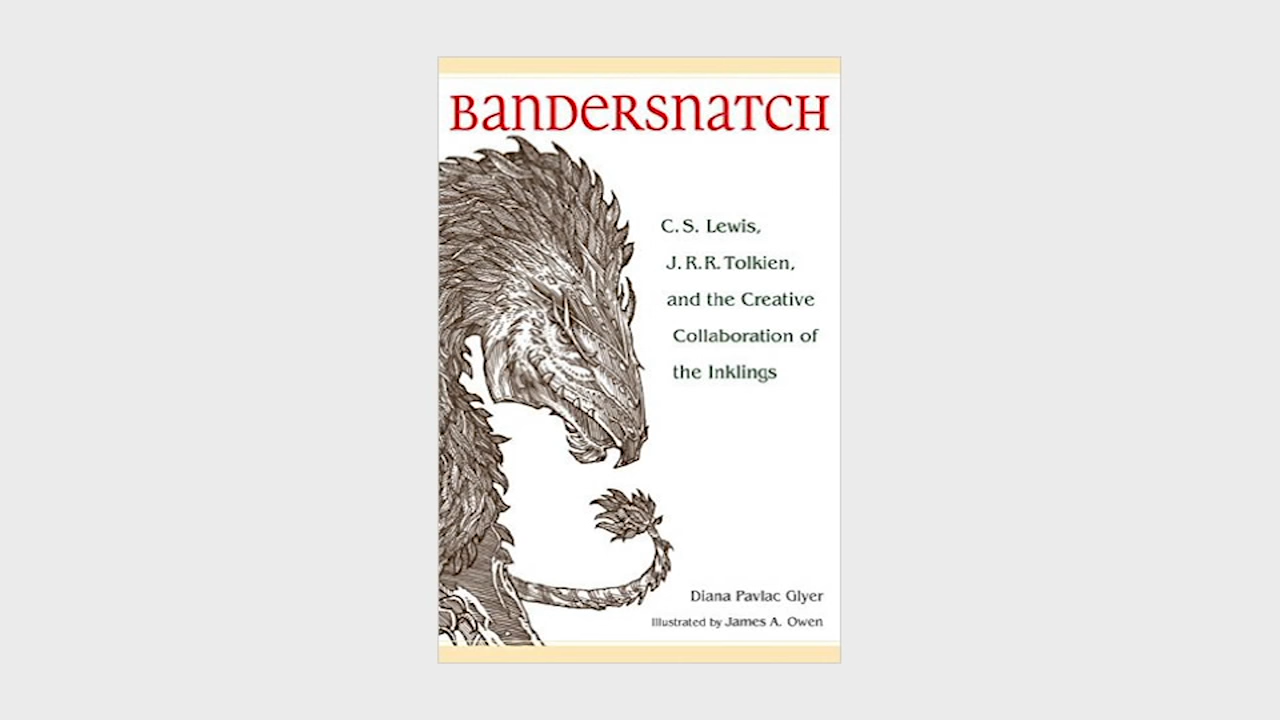 BANDERSNATCH
C. S. Lewis,
J. R. R. Tolkien,
and the Creative
Collaboration of
the Inklings
Diana Pavlac Glyer
Illustrated by James A. Owen